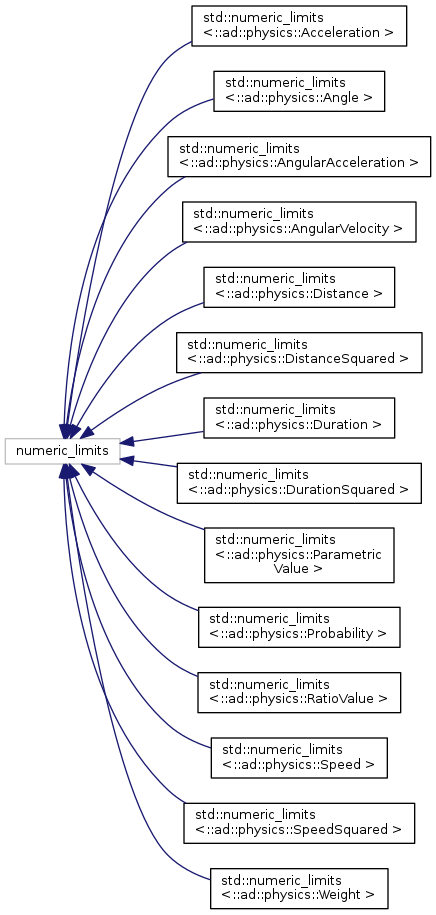 std::numeric_limits
< ::ad::physics::Acceleration >
std::numeric_limits
< ::ad::physics::Angle >
std::numeric_limits
< ::ad::physics::AngularAcceleration >
std::numeric_limits
< ::ad::physics::AngularVelocity >
std::numeric_limits
< ::ad::physics::Distance >
std::numeric_limits
< ::ad::physics::DistanceSquared >
std::numeric_limits
< ::ad::physics::Duration >
numeric_limits
std::numeric_limits
< ::ad::physics::DurationSquared >
std::numeric_limits
< ::ad::physics::Parametric
Value >
std::numeric_limits
< ::ad::physics::Probability >
std::numeric_limits
< ::ad::physics::RatioValue >
std::numeric_limits
< ::ad::physics::Speed >
std::numeric_limits
< ::ad::physics::SpeedSquared >
std::numeric_limits
< ::ad::physics::Weight >